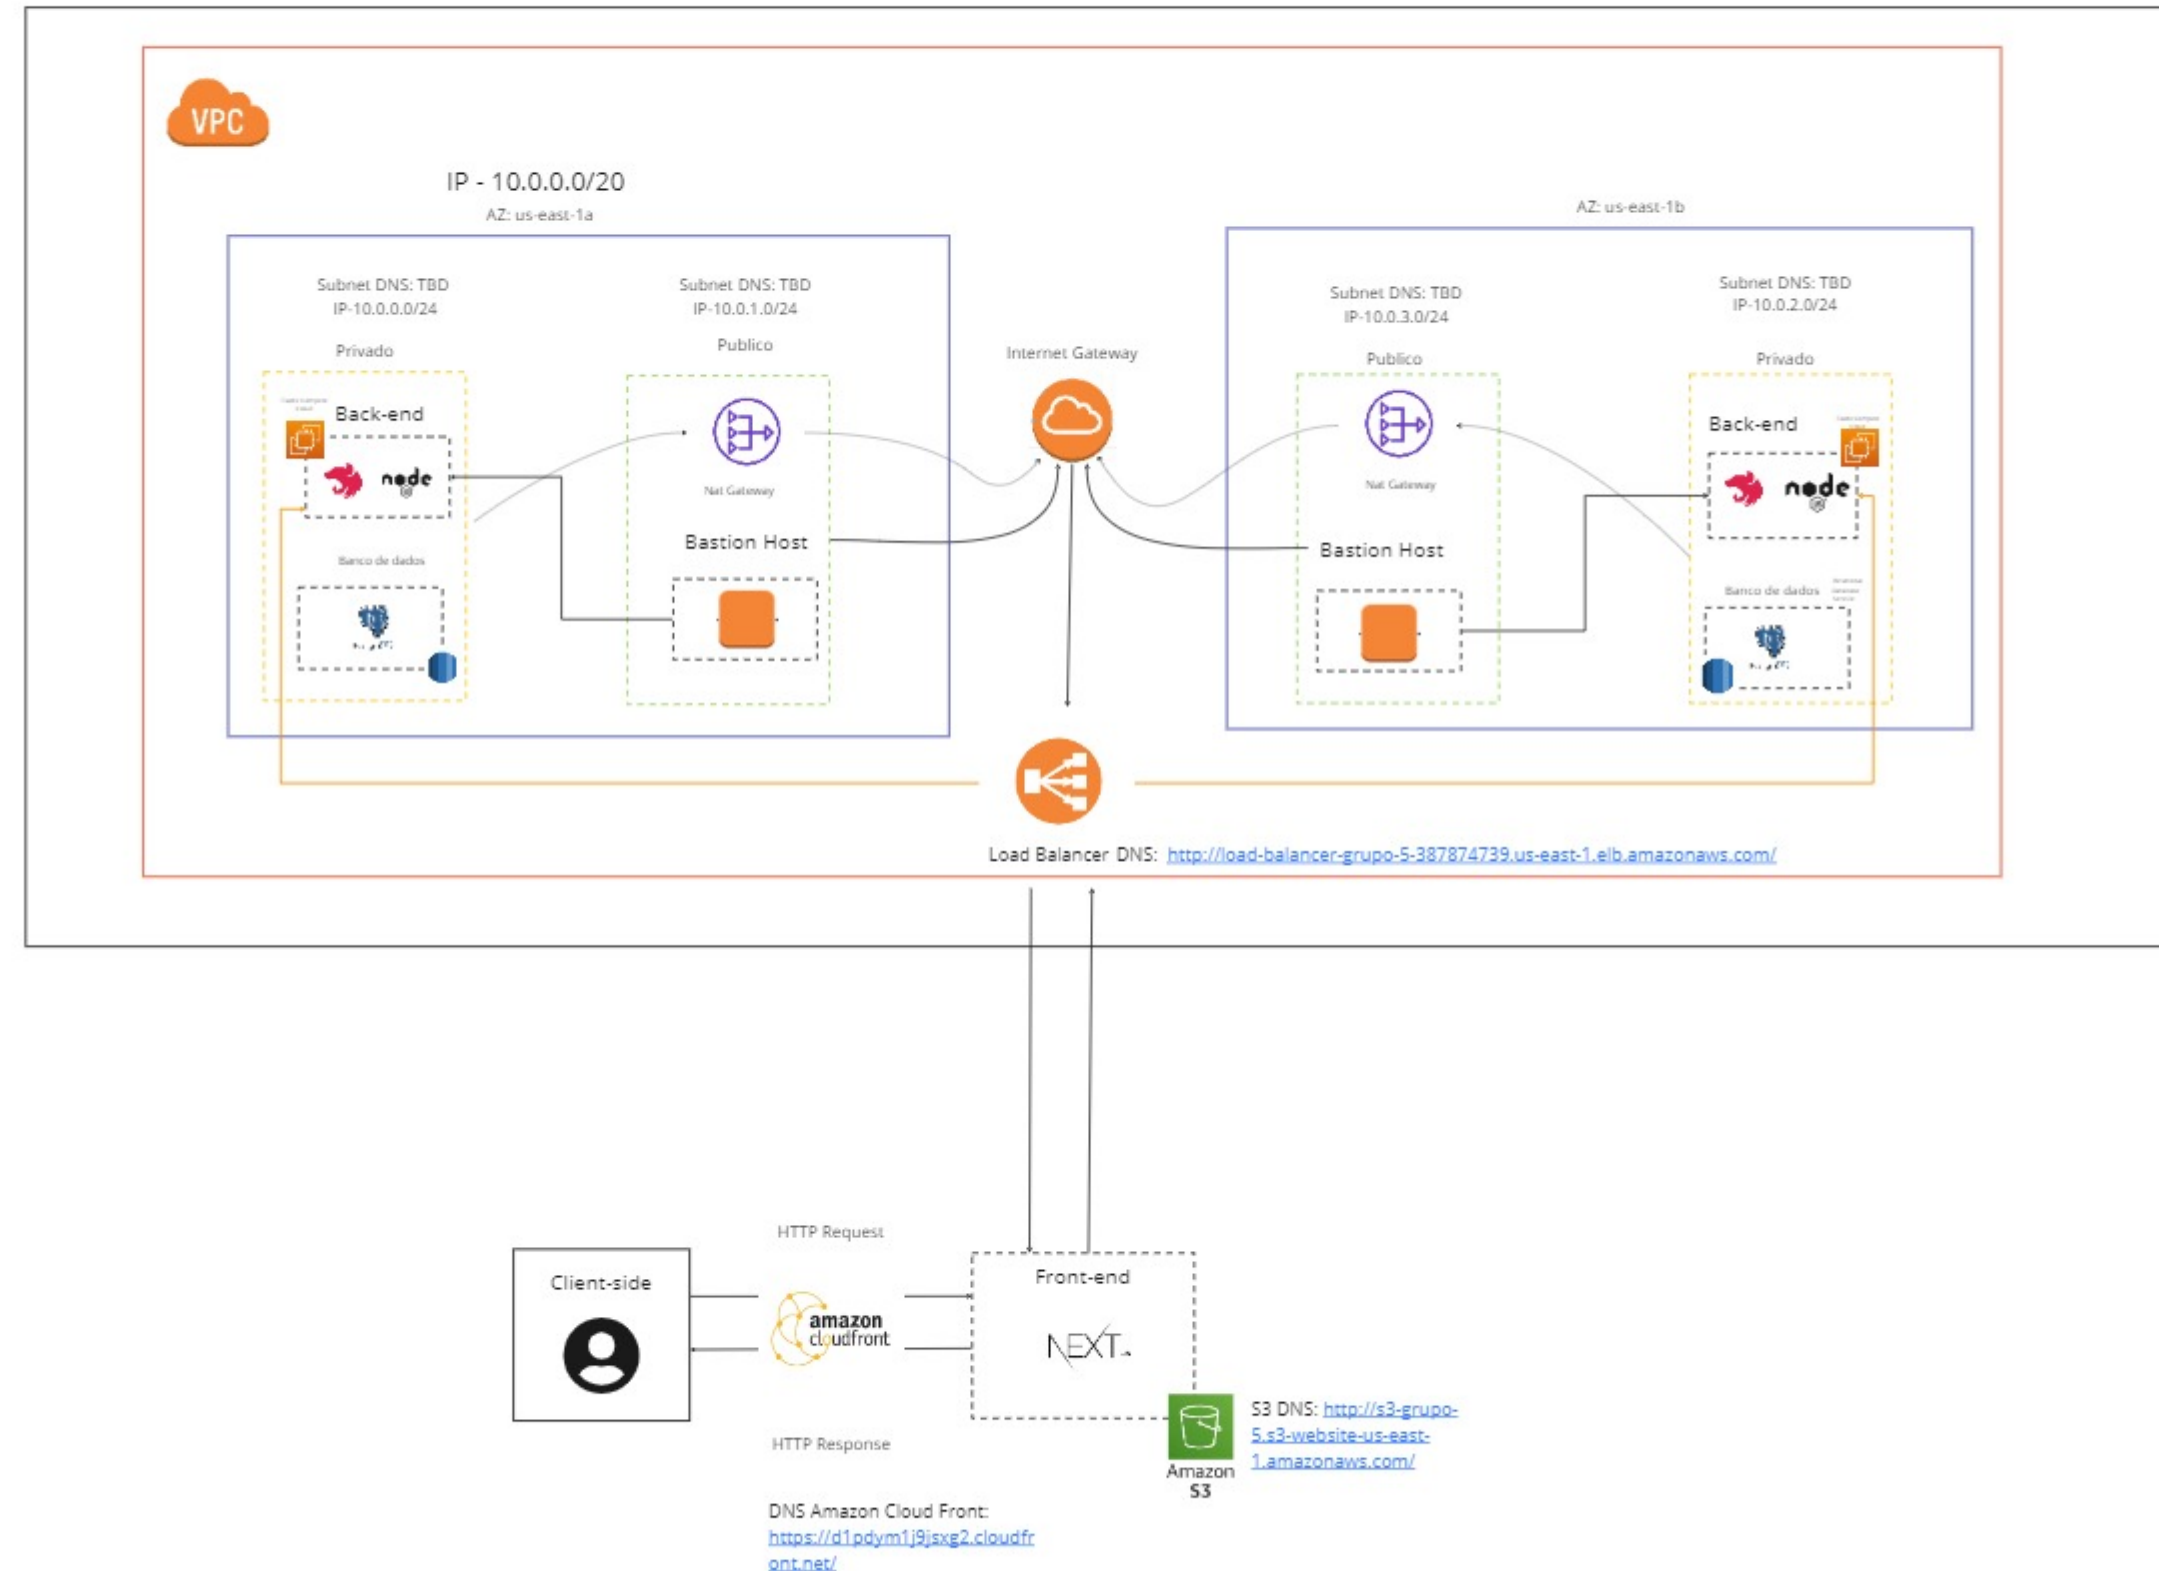 VPC
IP - 10.0.0.0/20
AZ: us-east-1a
AZ: us-east-1b
Subnet DNS: TBD
IP-10.0.0.0/24
Privado
Subnet DNS: TBD
IP-10.0.1.0/24
Publico
Internet Gateway
Subnet DNS: TBD
IP-10.0.3.0/24
Publico
Subnet DNS: TBD
IP-10.0.2.0/24
Privado
Back-end
node
Nat Gateway
Bastion Host
Banco de dados
Nat Gateway
Bastion Host
Back-end
node
Banco de dados
Load Balancer DNS: http://load-balancer-grupo-5-387874739.us-east-1.elb.amazonaws.com/
HTTP Request
Client-side
amazon
cloudfront
Front-end
NEXT
HTTP Response
Amazon
S3
S3 DNS: http://s3-grupo-
5.s3-website-us-east-
1.amazonaws.com/
DNS Amazon Cloud Front:
https://d1pdym1j9jsxg2.cloudfr
ont.net/